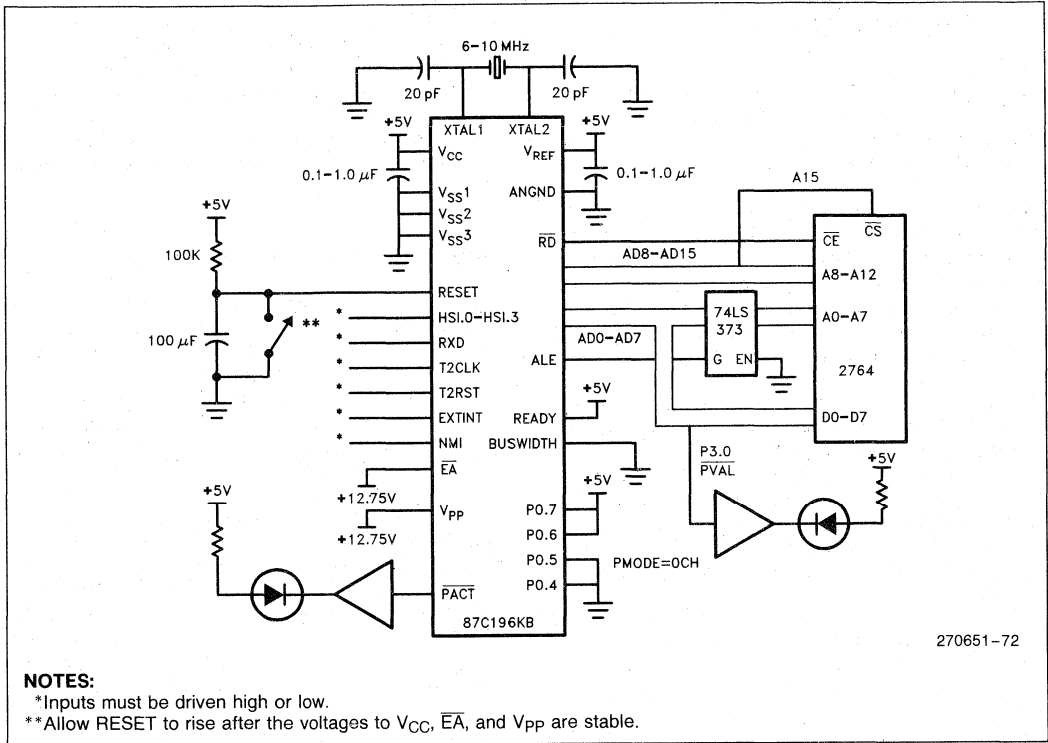 6-10 MHz
20 pF
20 pF
+5V
XTAL1
XTAL2
+5V
VCC
VREF
0.1-1.0 μF
0.1-1.0 μF
VSS1
ANGND
VSS2
VSS3
A15
+5V
100K
RD
CE
CS
AD8-AD15
A8-A12
RESET
*
HSI.0-HSI.3
**
100 μF
*
RXD
74LS
373
A0-A7
AD0-AD7
*
T2CLK
ALE
G EN
2764
*
T2RST
+5V
*
EXTINT
READY
D0-D7
*
NMI
BUSWIDTH
P3.0
PVAL
+5V
EA
+12.75V
+5V
+5V
VPP
+12.75V
P0.7
P0.6
P0.5
PMODE=0CH
P0.4
PACT
87C196KB
270651-72
NOTES:
*Inputs must be driven high or low.
**Allow RESET to rise after the voltages to VCC, EA, and VPP are stable.